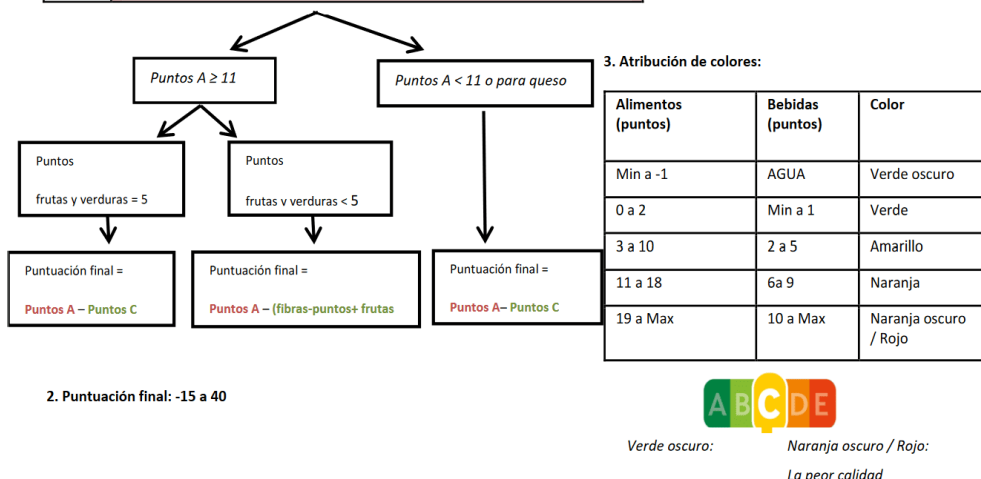 Puntos A ≥ 11
Puntos A < 11 o para queso
Puntos
frutas y verduras = 5
Puntos
frutas v verduras < 5
Puntuación final =
Puntos A – Puntos C
Puntuación final =
Puntos A – (fibras-puntos+ frutas
Puntuación final =
Puntos A– Puntos C
2. Puntuación final: -15 a 40
3. Atribución de colores:
Alimentos (puntos) Bebidas (puntos) Color
Min a -1 AGUA Verde oscuro
0 a 2 Min a 1 Verde
3 a 10 2 a 5 Amarillo
11 a 18 6a 9 Naranja
19 a Max 10 a Max Naranja oscuro
/ Rojo
A B C D E
Verde oscuro: Naranja oscuro / Rojo:
La peor calidad